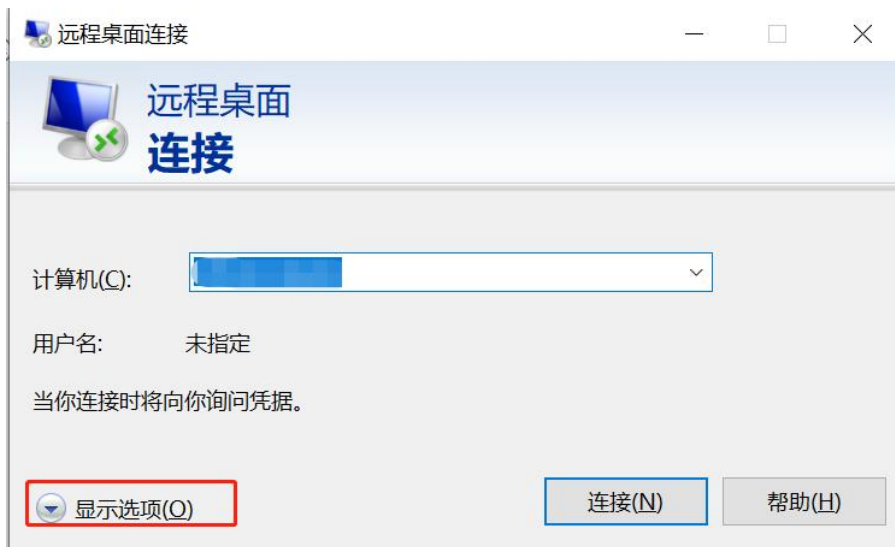 远程桌面连接
远程桌面
连接
计算机(C):
用户名: 未指定
当你连接时将向你询问凭据。
显示选项(O) 连接(N) 帮助(H)